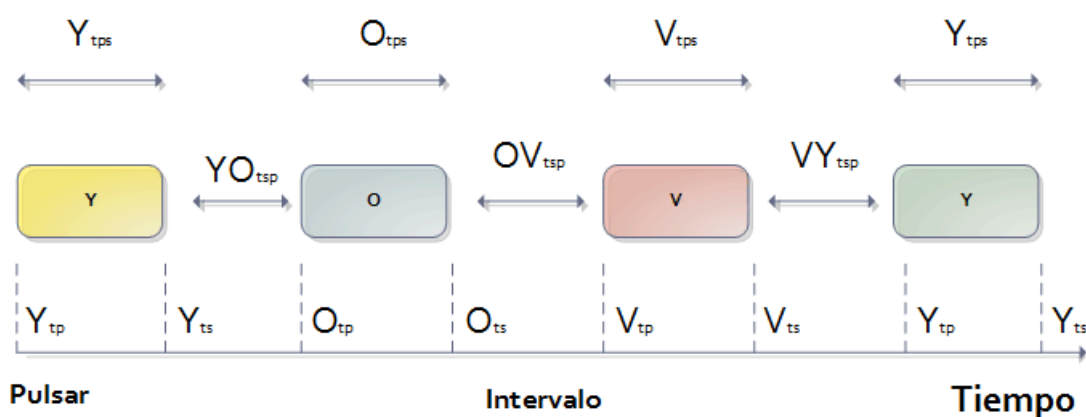 Ytps Otps Vtps Ytps
YOtsp OVtsp VYtsp
Y O V Y
Ytp Yts Otp Ots Vtp Vts Ytp Yts
Pulsar Intervalo Tiempo